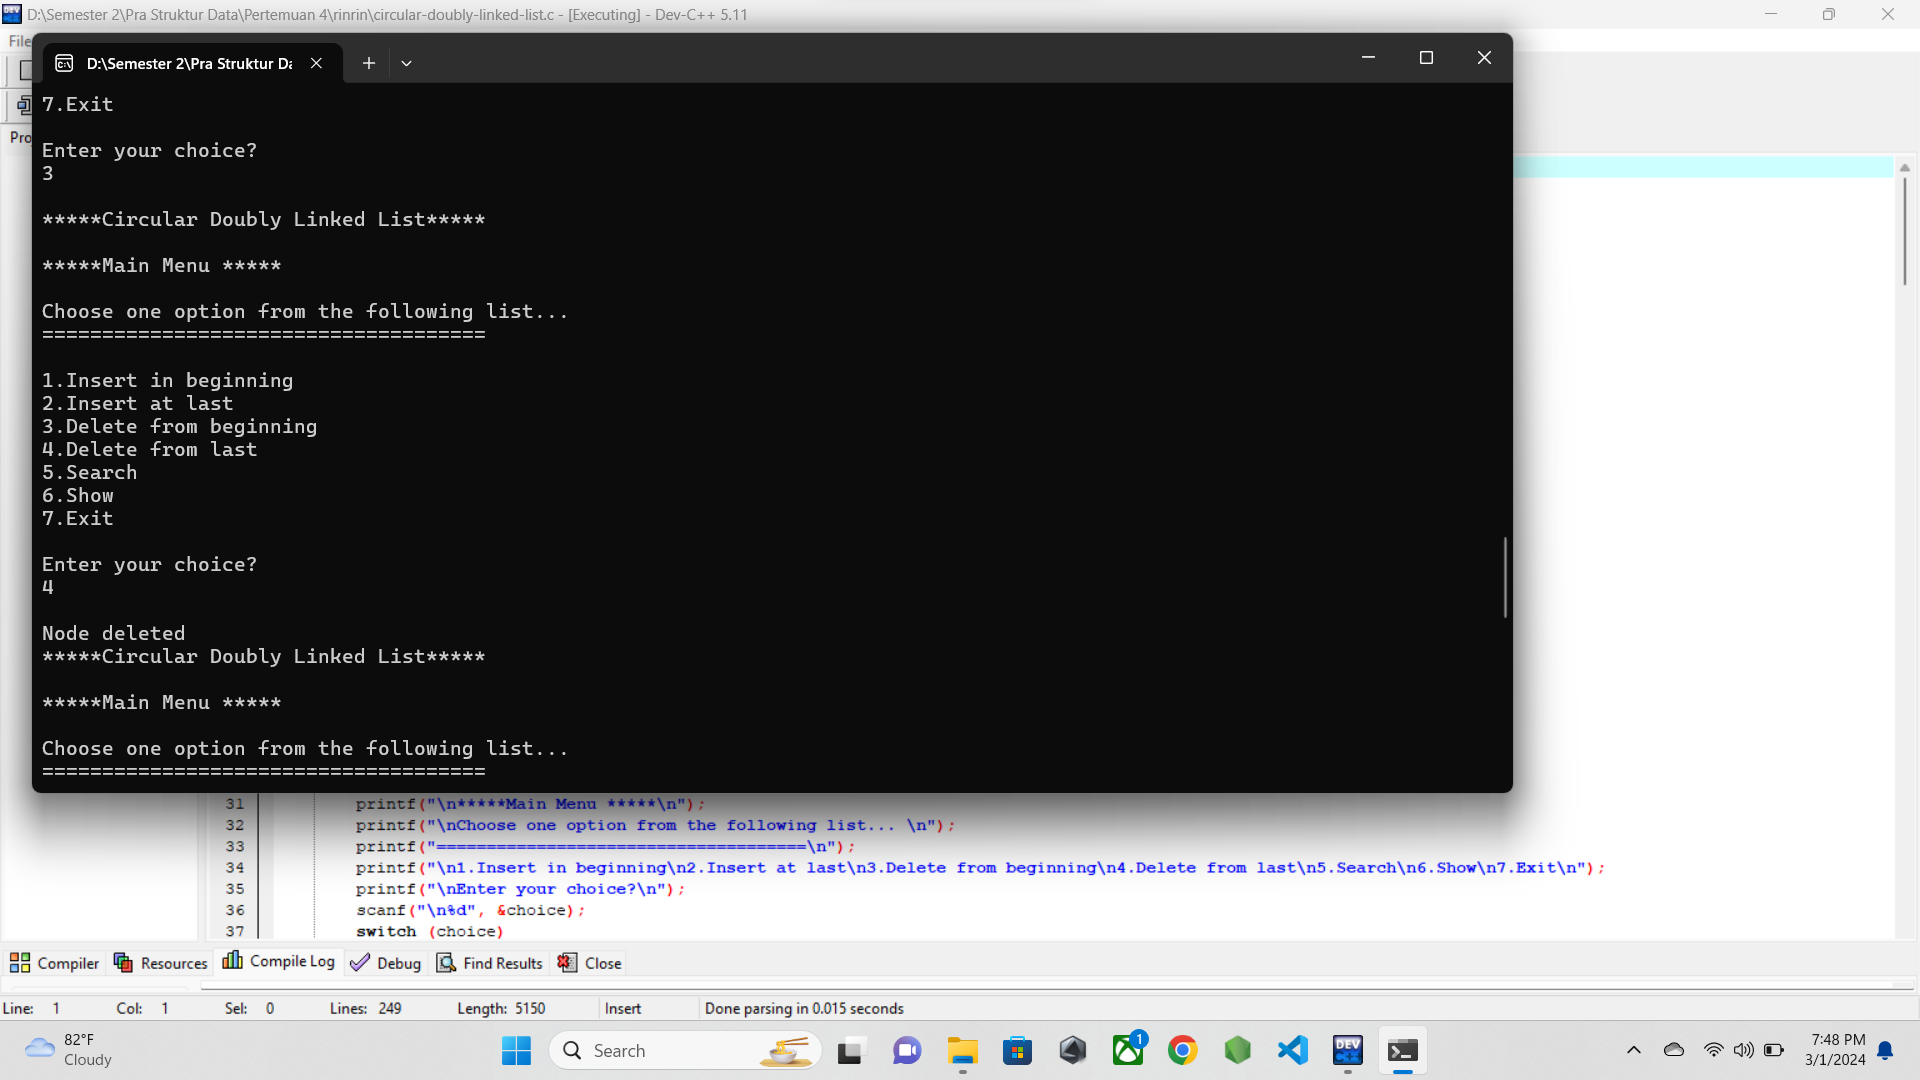 D:\Semester 2\Pra Struktur Data\Pertemuan 4\rinrin\circular-doubly-linked-list.c - [Executing] - Dev-C++ 5.11
File
D:\Semester 2\Pra Struktur Da
7.Exit
Enter your choice?
3
*****Circular Doubly Linked List*****
*****Main Menu *****
Choose one option from the following list...
=====================================
1.Insert in beginning
2.Insert at last
3.Delete from beginning
4.Delete from last
5.Search
6.Show
7.Exit
Enter your choice?
4
Node deleted
*****Circular Doubly Linked List*****
*****Main Menu *****
Choose one option from the following list...
=====================================
31 printf("\n*****Main Menu *****\n");
32 printf("\nChoose one option from the following list... \n");
33 printf("=====================================\n");
34 printf("\n1.Insert in beginning\n2.Insert at last\n3.Delete from beginning\n4.Delete from last\n5.Search\n6.Show\n7.Exit\n");
35 printf("\nEnter your choice?\n");
36 scanf("\n%d", &choice);
37 switch (choice)
Compiler Resources Compile Log Debug Find Results Close
Line: 1 Col: 1 Sel: 0 Lines: 249 Length: 5150 Insert Done parsing in 0.015 seconds
82°F
Cloudy
Search
1
DEV
C++
7:48 PM
3/1/2024